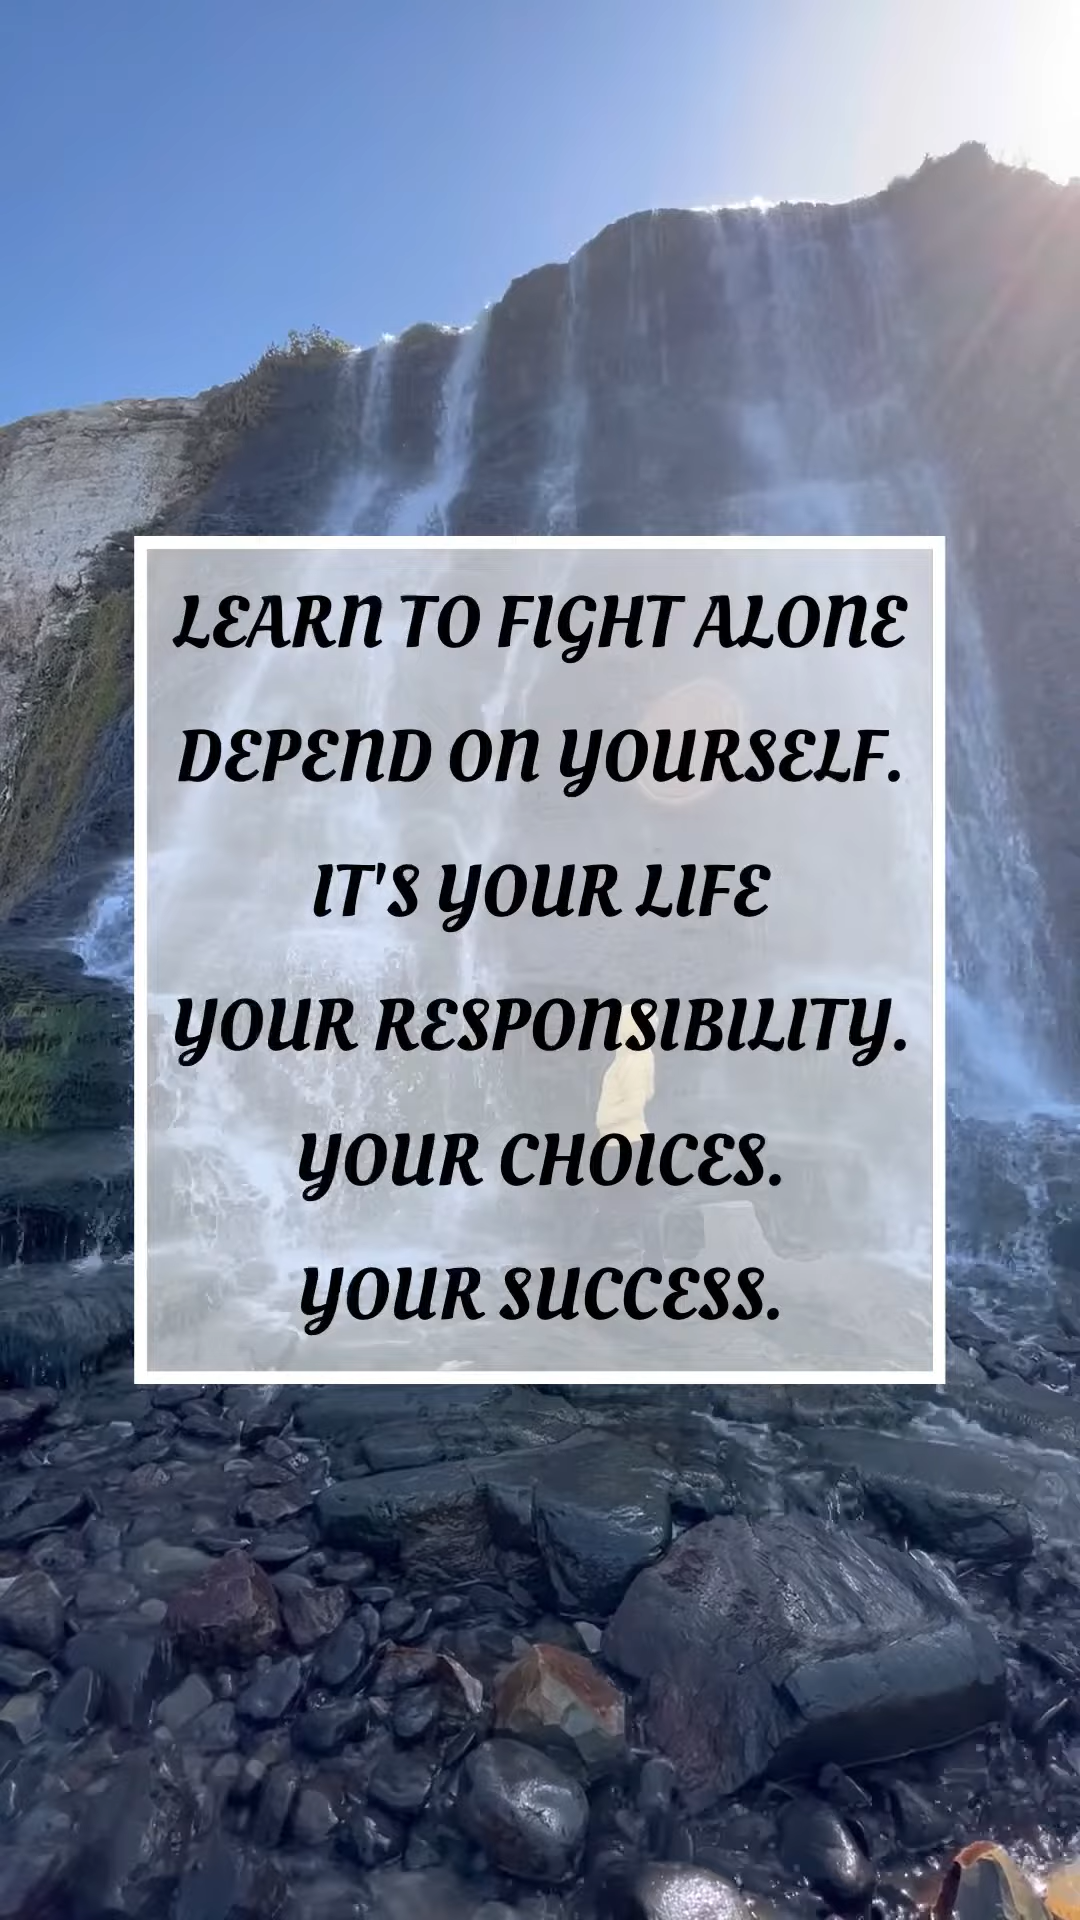 LEARN TO FIGHT ALONE
DEPEND ON YOURSELF.
IT'S YOUR LIFE
YOUR RESPONSIBILITY.
YOUR CHOICES.
YOUR SUCCESS.